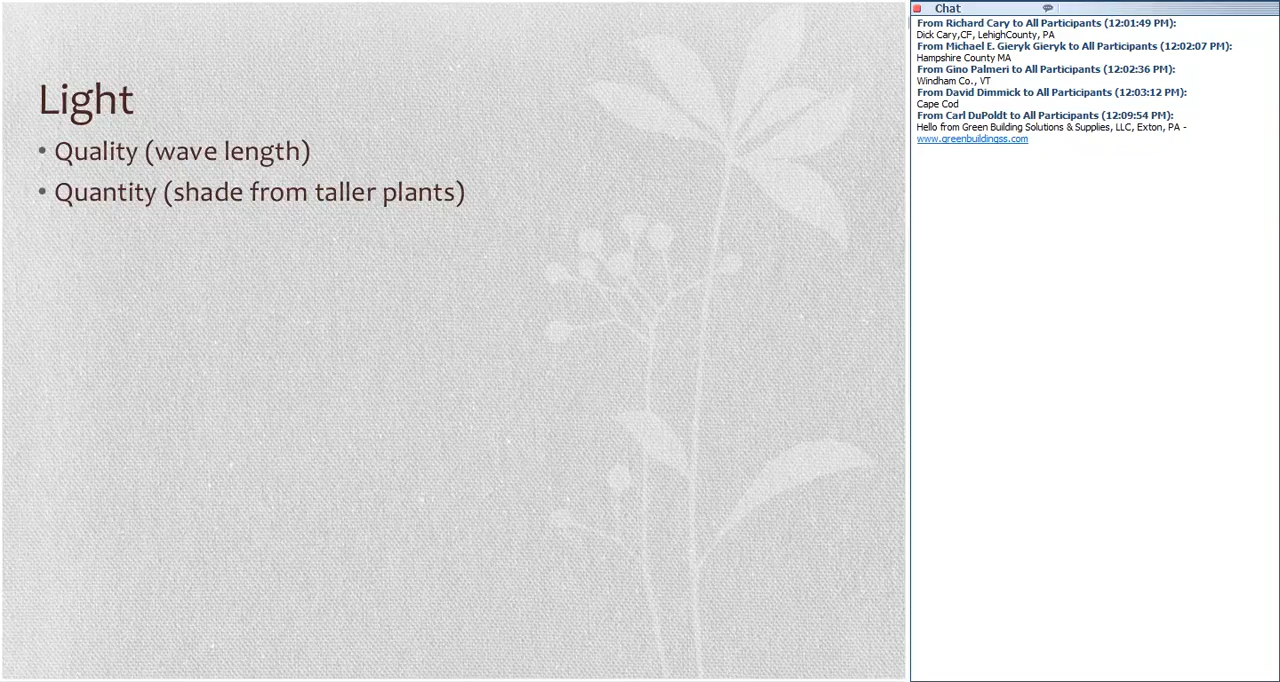 Light
• Quality (wave length)
• Quantity (shade from taller plants)
Chat
From Richard Cary to All Participants (12:01:49 PM):
Dick Cary,CF, LehighCounty, PA
From Michael E. Gieryk Gieryk to All Participants (12:02:07 PM):
Hampshire County MA
From Gino Palmeri to All Participants (12:02:36 PM):
Windham Co., VT
From David Dimmick to All Participants (12:03:12 PM):
Cape Cod
From Carl DuPoldt to All Participants (12:09:54 PM):
Hello from Green Building Solutions & Supplies, LLC, Exton, PA -
www.greenbuildingss.com